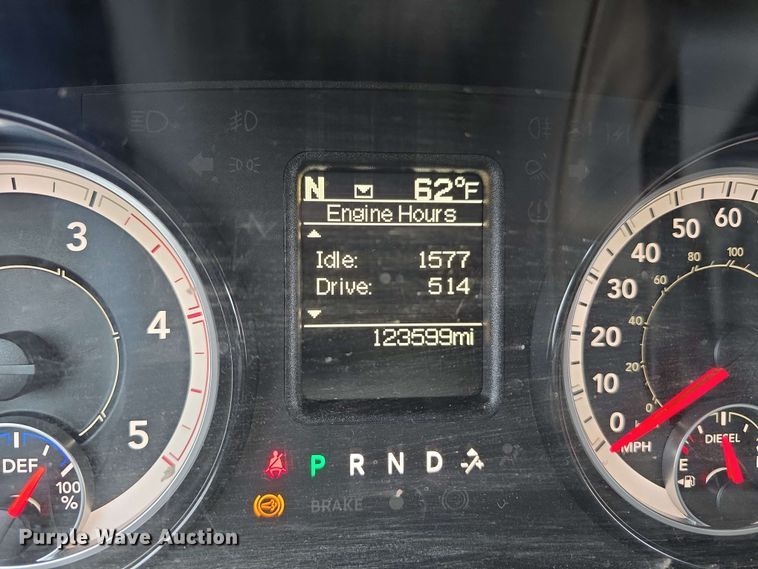 N 62°F
Engine Hours
Idle: 1577
Drive: 514
123599mi
3
4
5
DEF
100
%
0
10
20
30
40
50
60
0
20
40
60
80
100
MPH
DIESEL
E
P R N D
BRAKE
Purple Wave Auction